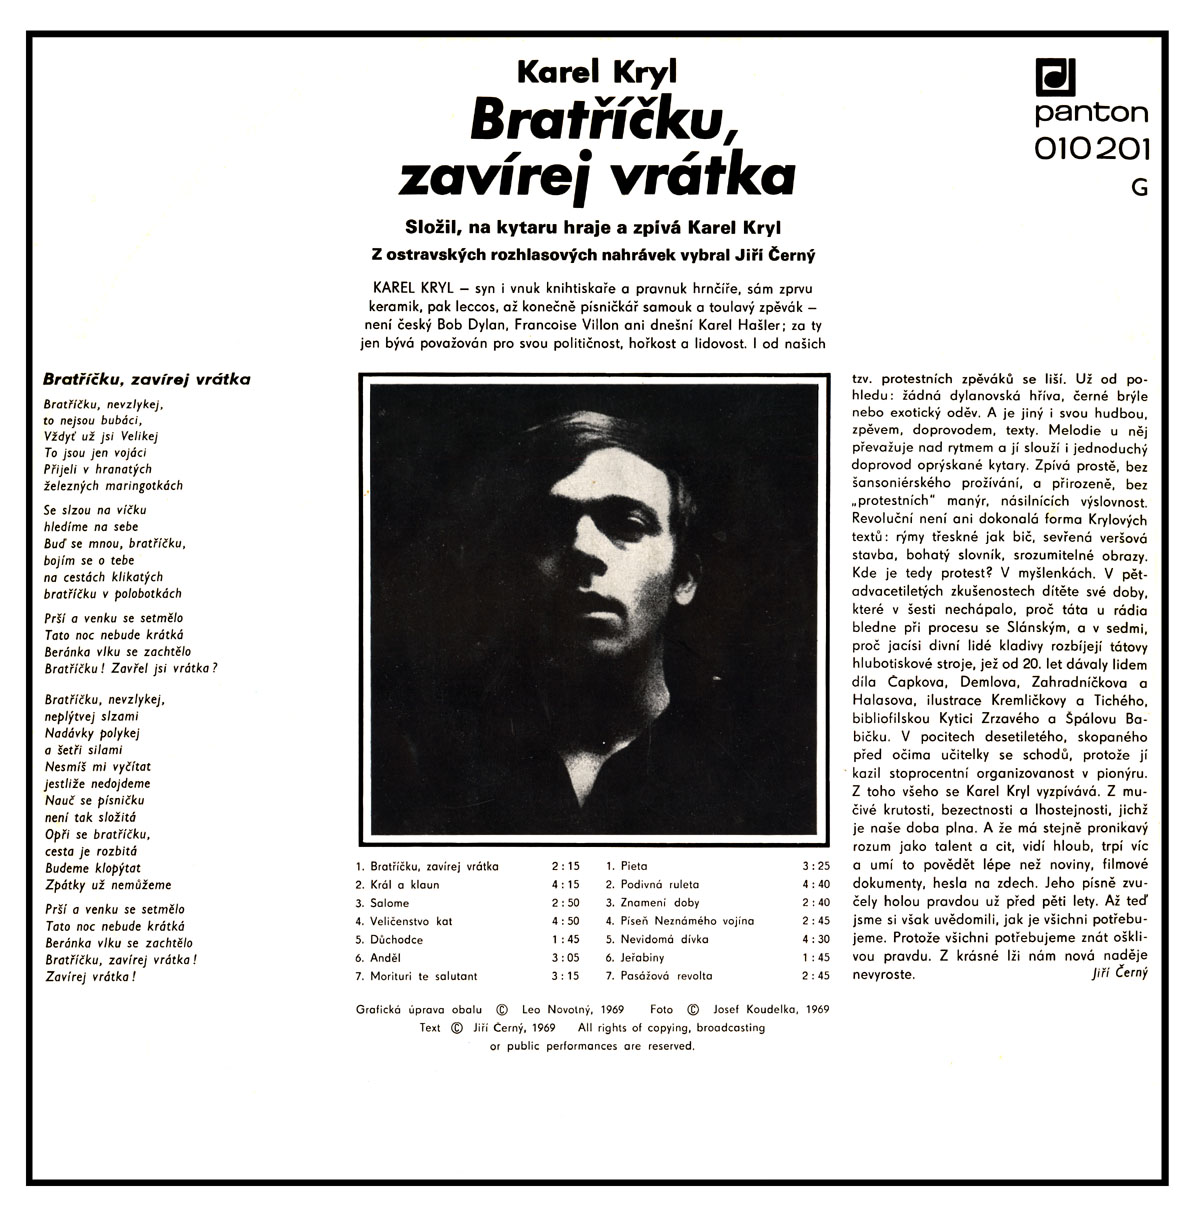 Karel Kryl
Bratříčku,
zavírej vrátka
panton
010 201
G
Složil, na kytaru hraje a zpívá Karel Kryl
Z ostravských rozhlasových nahrávek vybral Jiří Černý
KAREL KRYL – syn i vnuk knihtiskaře a pravnuk hrnčíře, sám zprvu
keramik, pak leccos, až konečně písničkář samouk a toulavý zpěvák –
není český Bob Dylan, Francoise Villon ani dnešní Karel Hašler; za ty
jen bývá považován pro svou političnost, hořkost a lidovost. I od našich
tzv. protestních zpěváků se liší. Už od po-
hledu: žádná dylanovská hříva, černé brýle
nebo exotický oděv. A je jiný i svou hudbou,
zpěvem, doprovodem, texty. Melodie u něj
převažuje nad rytmem a jí slouží i jednoduchý
doprovod oprýskané kytary. Zpívá prostě, bez
šansoniérského prožívání, a přirozeně, bez
„protestních“ manýr, násilnících výslovnost.
Revoluční není ani dokonalá forma Krylových
textů: rýmy třeskné jak bič, sevřená veršová
stavba, bohatý slovník, srozumitelné obrazy.
Kde je tedy protest? V myšlenkách. V pět-
advacetiletých zkušenostech dítěte své doby,
které v šesti nechápalo, proč táta u rádia
bledne při procesu se Slánským, a v sedmi,
proč jacísi divní lidé kladivy rozbíjejí tátovy
hlubotiskové stroje, jež od 20. let dávaly lidem
díla Čapkova, Demlova, Zahradníčkova a
Halasova, ilustrace Kremličkovy a Tichého,
bibliofilskou Kytici Zrzavého a Špálovu Ba-
bičku. V pocitech desetiletého, skopaného
před očima učitelky se schodů, protože jí
kazil stoprocentní organizovanost v pionýru.
Z toho všeho se Karel Kryl vyzpívává. Z mu-
čivé krutosti, bezectnosti a lhostejnosti, jichž
je naše doba plna. A že má stejně pronikavý
rozum jako talent a cit, vidí hloub, trpí víc
a umí to povědět lépe než noviny, filmové
dokumenty, hesla na zdech. Jeho písně zvu-
čely holou pravdou už před pěti lety. Až teď
jsme si však uvědomili, jak je všichni potřebu-
jeme. Protože všichni potřebujeme znát oškli-
vou pravdu. Z krásné lži nám nová naděje
nevyroste. Jiří Černý
Bratříčku, zavírej vrátka
Bratříčku, nevzlykej,
to nejsou bubáci,
Vždyť už jsi Velikej
To jsou jen vojáci
Přijeli v hranatých
železných maringotkách
Se slzou na víčku
hledíme na sebe
Buď se mnou, bratříčku,
bojím se o tebe
na cestách klikatých
bratříčku v polobotkách
Prší a venku se setmělo
Tato noc nebude krátká
Beránka vlku se zachtělo
Bratříčku! Zavřel jsi vrátka?
Bratříčku, nevzlykej,
neplýtvej slzami
Nadávky polykej
a šetři silami
Nesmíš mi vyčítat
jestliže nedojdeme
Nauč se písničku
není tak složitá
Opři se bratříčku,
cesta je rozbitá
Budeme klopýtat
Zpátky už nemůžeme
Prší a venku se setmělo
Tato noc nebude krátká
Beránka vlku se zachtělo
Bratříčku, zavírej vrátka!
Zavírej vrátka!
1. Bratříčku, zavírej vrátka 2:15
2. Král a klaun 4:15
3. Salome 2:50
4. Veličenstvo kat 4:50
5. Důchodce 1:45
6. Anděl 3:05
7. Morituri te salutant 3:15
1. Pieta 3:25
2. Podivná ruleta 4:40
3. Znamení doby 2:40
4. Píseň Neznámého vojína 2:45
5. Nevidomá dívka 4:30
6. Jeřabiny 1:45
7. Pasážová revolta 2:45
Grafická úprava obalu © Leo Novotný, 1969 Foto © Josef Koudelka, 1969
Text © Jiří Černý, 1969 All rights of copying, broadcasting
or public performances are reserved.